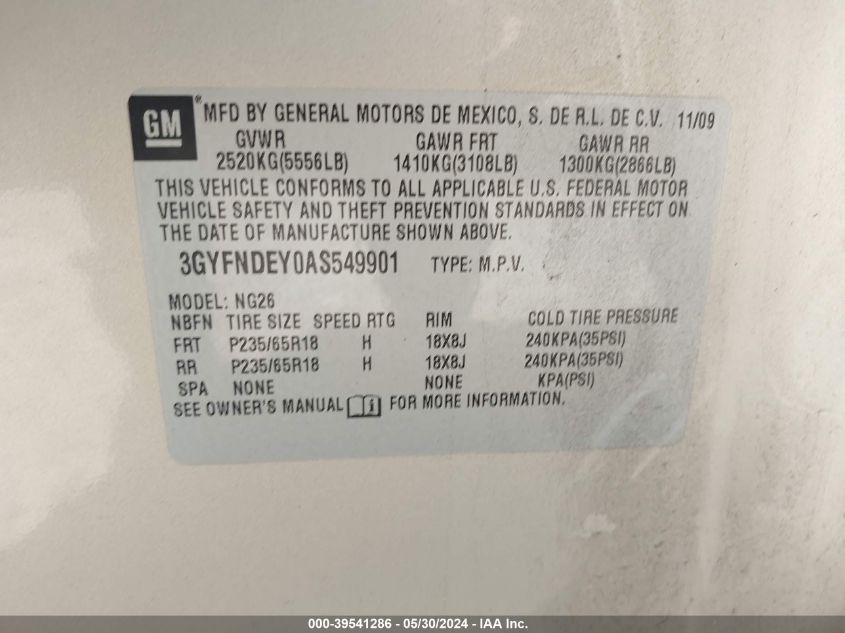 GM ® MFD BY GENERAL MOTORS DE MEXICO, S. DE R.L. DE C.V. 11/09
GVWR GAWR FRT GAWR RR
2520KG(5556LB) 1410KG(3108LB) 1300KG(2866LB)
THIS VEHICLE CONFORMS TO ALL APPLICABLE U.S. FEDERAL MOTOR
VEHICLE SAFETY AND THEFT PREVENTION STANDARDS IN EFFECT ON
THE DATE OF MANUFACTURE SHOWN ABOVE.
3GYFNDEY0AS549901 TYPE: M.P.V.
MODEL: NG26
NBFN TIRE SIZE SPEED RTG RIM COLD TIRE PRESSURE
FRT P235/65R18 H 18X8J 240KPA(35PSI)
RR P235/65R18 H 18X8J 240KPA(35PSI)
SPA NONE NONE KPA(PSI)
SEE OWNER'S MANUAL i FOR MORE INFORMATION.
000-39541286 - 05/30/2024 - IAA Inc.